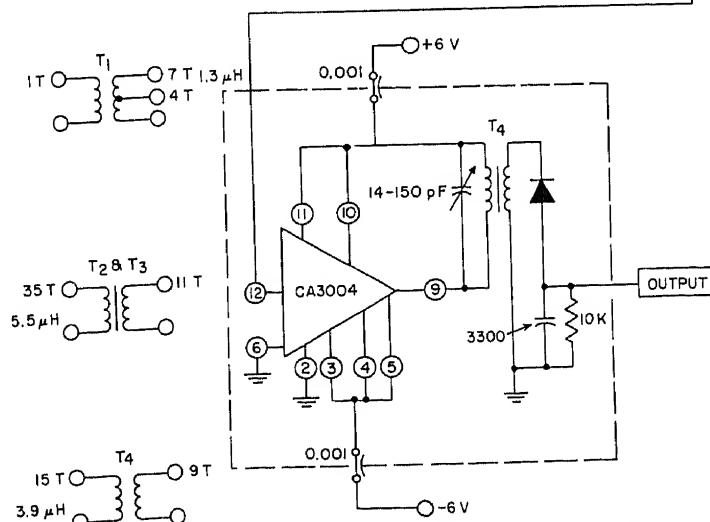 +6 V
0.001
T1
1 T
7 T 1.3 µH
4 T
T4
14-150 pF
11
10
T2 & T3
35 T
11 T
5.5 µH
12
CA3004
9
OUTPUT
6
2
3
4
5
3300
10 K
0.001
T4
15 T
9 T
3.9 µH
-6 V